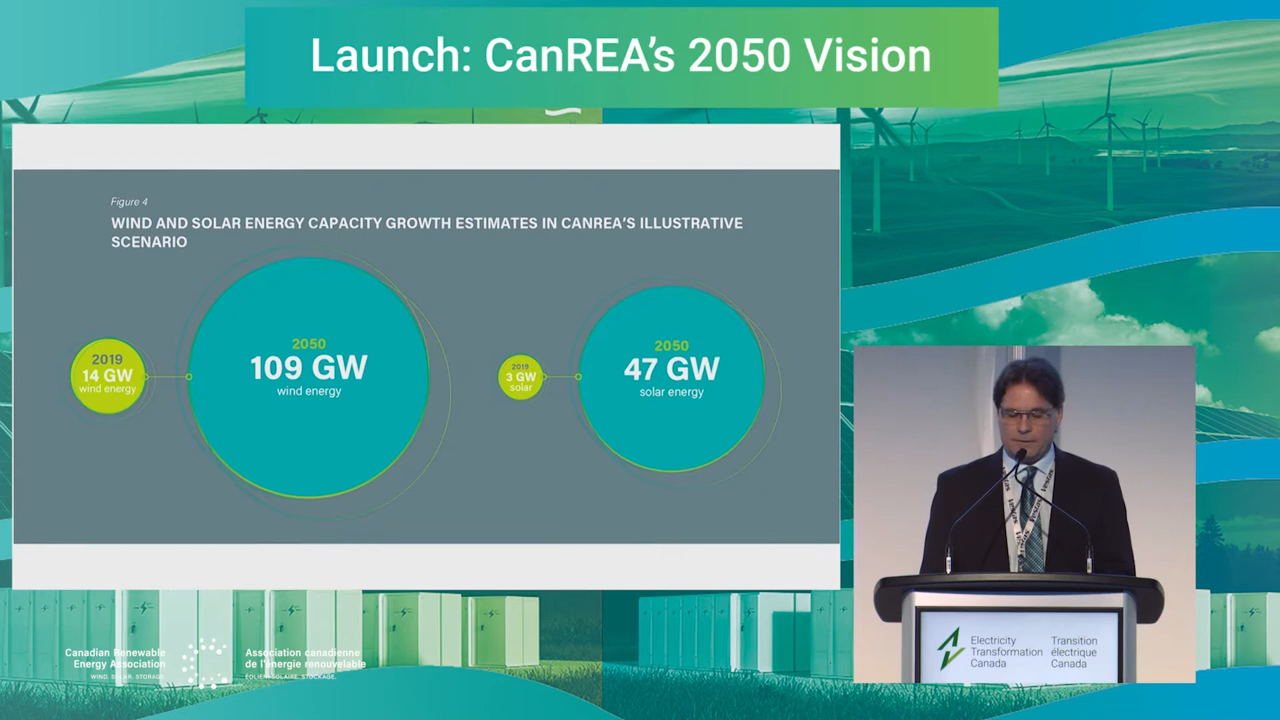 Launch: CanREA's 2050 Vision
Figure 4
WIND AND SOLAR ENERGY CAPACITY GROWTH ESTIMATES IN CANREA'S ILLUSTRATIVE
SCENARIO
2019
14 GW
wind energy
2050
109 GW
wind energy
2019
3 GW
solar
2050
47 GW
solar energy
Canadian Renewable
Energy Association
WIND. SOLAR. STORAGE.
Association canadienne
de l'énergie renouvelable
ÉOLIEN. SOLAIRE. STOCKAGE.
Vestas
Electricity
Transformation
Canada
Transition
électrique
Canada